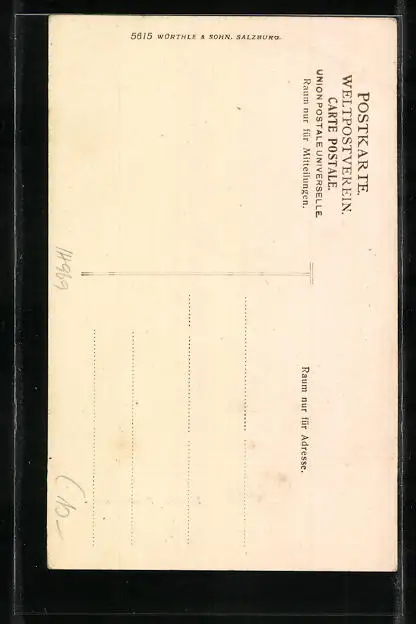 POSTKARTE.
WELTPOSTVEREIN.
CARTE POSTALE.
UNION POSTALE UNIVERSELLE.
Raum nur für Mitteilungen.
Raum nur für Adresse.
5615 WÜRTHLE & SOHN, SALZBURG.